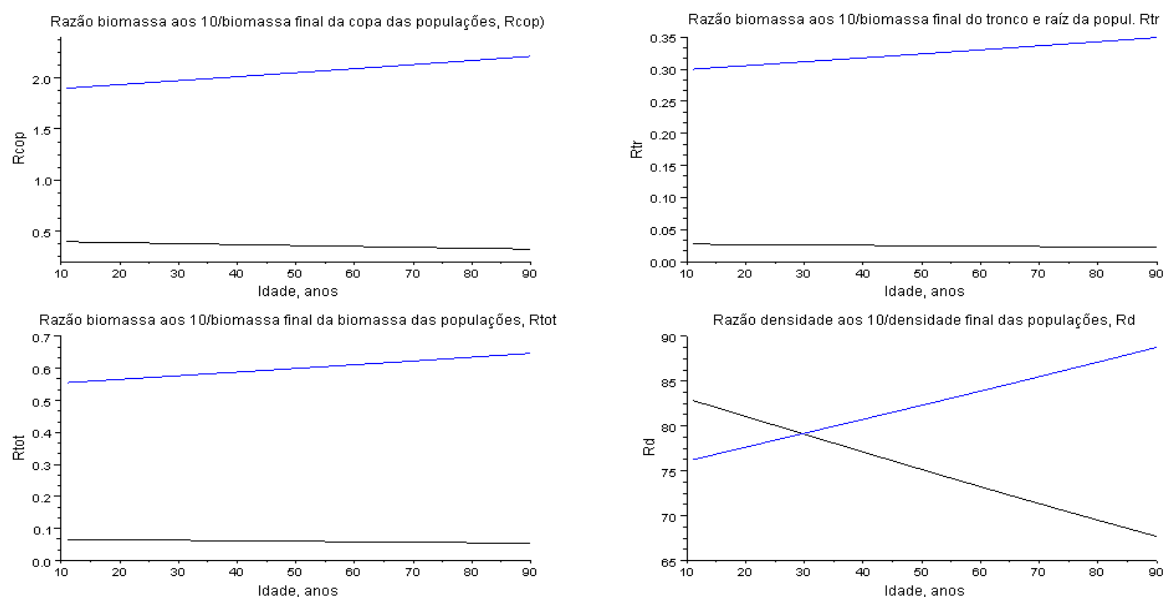 Razão biomassa aos 10/biomassa final da copa das populações, Rcop)
2.0
1.5
1.0
0.5
Rcop
10 20 30 40 50 60 70 80 90
Idade, anos
Razão biomassa aos 10/biomassa final do tronco e raíz da popul. Rtr
0.35
0.30
0.25
0.20
0.15
0.10
0.05
0.00
Rtr
10 20 30 40 50 60 70 80 90
Idade, anos
Razão biomassa aos 10/biomassa final da biomassa das populações, Rtot
0.7
0.6
0.5
0.4
0.3
0.2
0.1
0.0
Rtot
10 20 30 40 50 60 70 80 90
Idade, anos
Razão densidade aos 10/densidade final das populações, Rd
90
85
80
75
70
65
Rd
10 20 30 40 50 60 70 80 90
Idade, anos